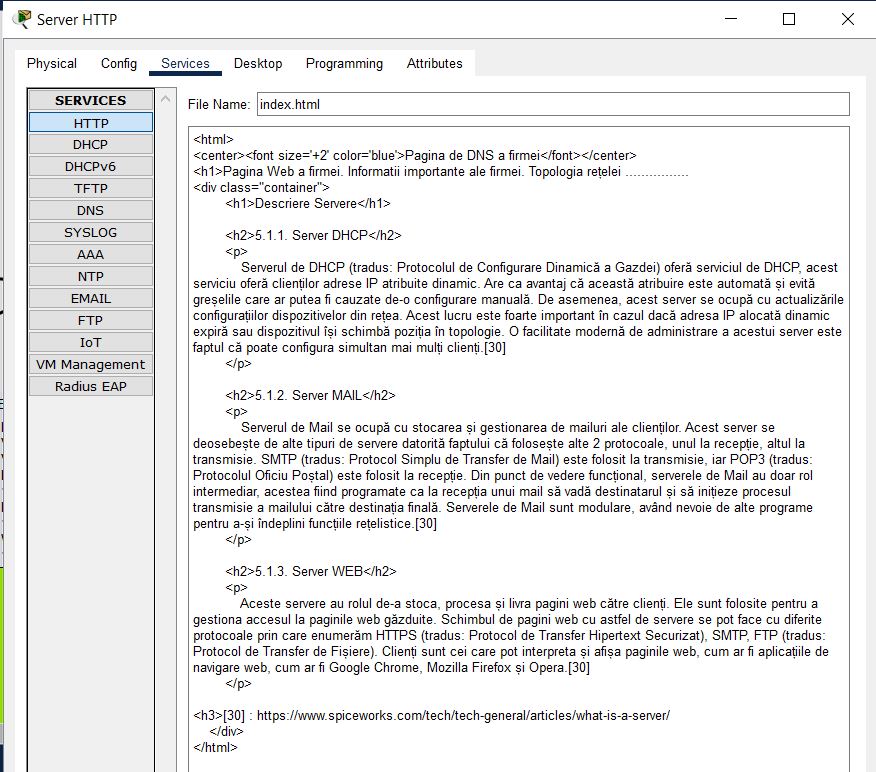 Server HTTP
Physical Config Services Desktop Programming Attributes
SERVICES
HTTP
DHCP
DHCPv6
TFTP
DNS
SYSLOG
AAA
NTP
EMAIL
FTP
IoT
VM Management
Radius EAP
File Name: index.html
<html>
<center><font size='+2' color='blue'>Pagina de DNS a firmei</font></center>
<h1>Pagina Web a firmei. Informatii importante ale firmei. Topologia rețelei ................
<div class="container">
<h1>Descriere Servere</h1>
<h2>5.1.1. Server DHCP</h2>
<p>
Serverul de DHCP (tradus: Protocolul de Configurare Dinamică a Gazdei) oferă serviciul de DHCP, acest
serviciu oferă clienților adrese IP atribuite dinamic. Are ca avantaj că această atribuire este automată și evită
greșelile care ar putea fi cauzate de-o configurare manuală. De asemenea, acest server se ocupă cu actualizările
configurațiilor dispozitivelor din rețea. Acest lucru este foarte important în cazul dacă adresa IP alocată dinamic
expiră sau dispozitivul își schimbă poziția în topologie. O facilitate modernă de administrare a acestui server este
faptul că poate configura simultan mai mulți clienți.[30]
</p>
<h2>5.1.2. Server MAIL</h2>
<p>
Serverul de Mail se ocupă cu stocarea și gestionarea de mailuri ale clienților. Acest server se
deosebește de alte tipuri de servere datorită faptului că folosește alte 2 protocoale, unul la recepție, altul la
transmisie. SMTP (tradus: Protocol Simplu de Transfer de Mail) este folosit la transmisie, iar POP3 (tradus:
Protocolul Oficiu Poștal) este folosit la recepție. Din punct de vedere funcțional, serverele de Mail au doar rol
intermediar, acestea fiind programate ca la recepția unui mail să vadă destinatarul și să inițieze procesul
transmisie a mailului către destinația finală. Serverele de Mail sunt modulare, având nevoie de alte programe
pentru a-și îndeplini funcțiile rețelistice.[30]
</p>
<h2>5.1.3. Server WEB</h2>
<p>
Aceste servere au rolul de-a stoca, procesa și livra pagini web către clienți. Ele sunt folosite pentru a
gestiona accesul la paginile web găzduite. Schimbul de pagini web cu astfel de servere se pot face cu diferite
protocoale prin care enumerăm HTTPS (tradus: Protocol de Transfer Hipertext Securizat), SMTP, FTP (tradus:
Protocol de Transfer de Fișiere). Clienți sunt cei care pot interpreta și afișa paginile web, cum ar fi aplicațiile de
navigare web, cum ar fi Google Chrome, Mozilla Firefox și Opera.[30]
</p>
<h3>[30] : https://www.spiceworks.com/tech/tech-general/articles/what-is-a-server/
</div>
</html>